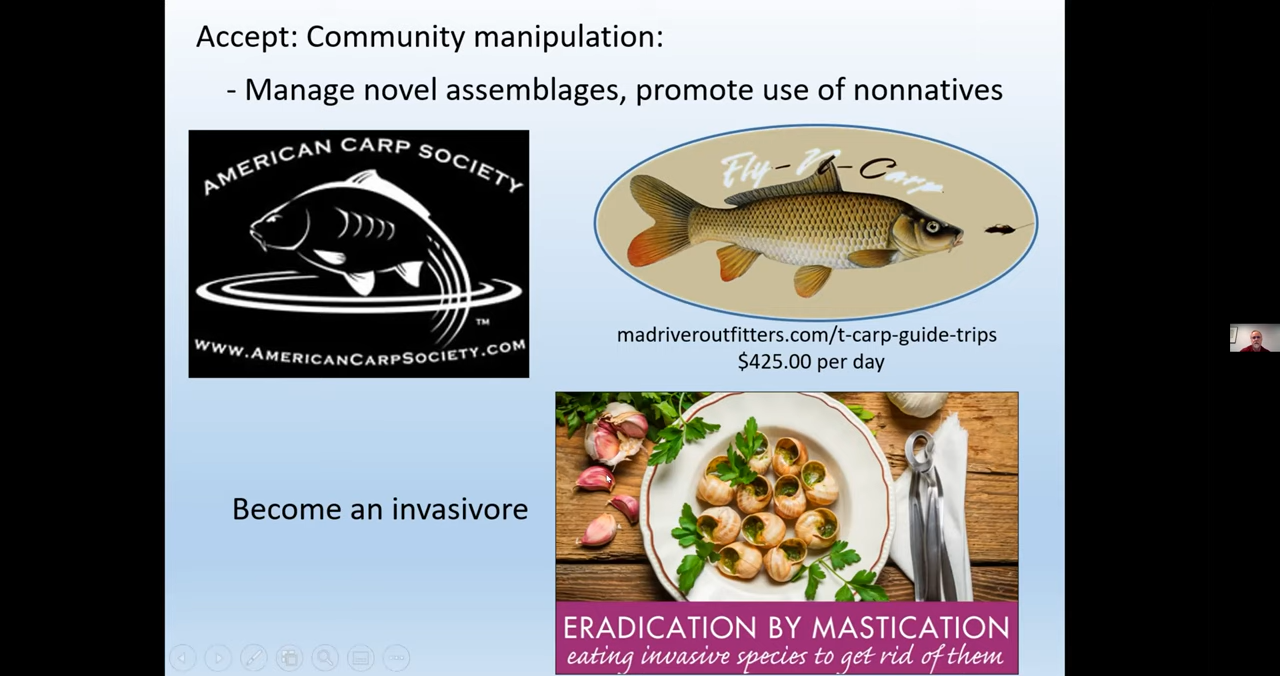 Accept: Community manipulation:
- Manage novel assemblages, promote use of nonnatives
AMERICAN CARP SOCIETY
TM
WWW.AMERICANCARPSOCIETY.COM
Fly-N-Carp
madriveroutfitters.com/t-carp-guide-trips
$425.00 per day
Become an invasivore
ERADICATION BY MASTICATION
eating invasive species to get rid of them